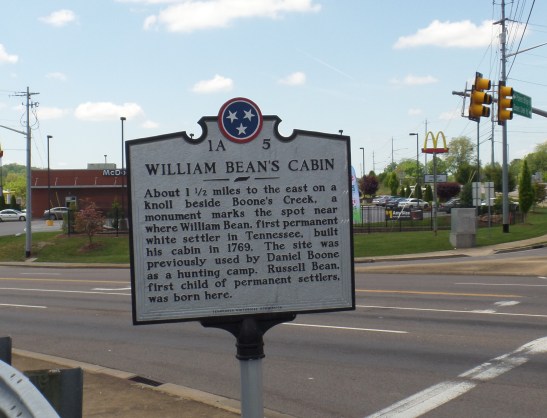 1A 5
WILLIAM BEAN'S CABIN
About 1 ½ miles to the east on a
knoll beside Boone's Creek, a
monument marks the spot near
where William Bean, first permanent
white settler in Tennessee, built
his cabin in 1769. The site was
previously used by Daniel Boone
as a hunting camp. Russell Bean,
first child of permanent settlers,
was born here.
McDo